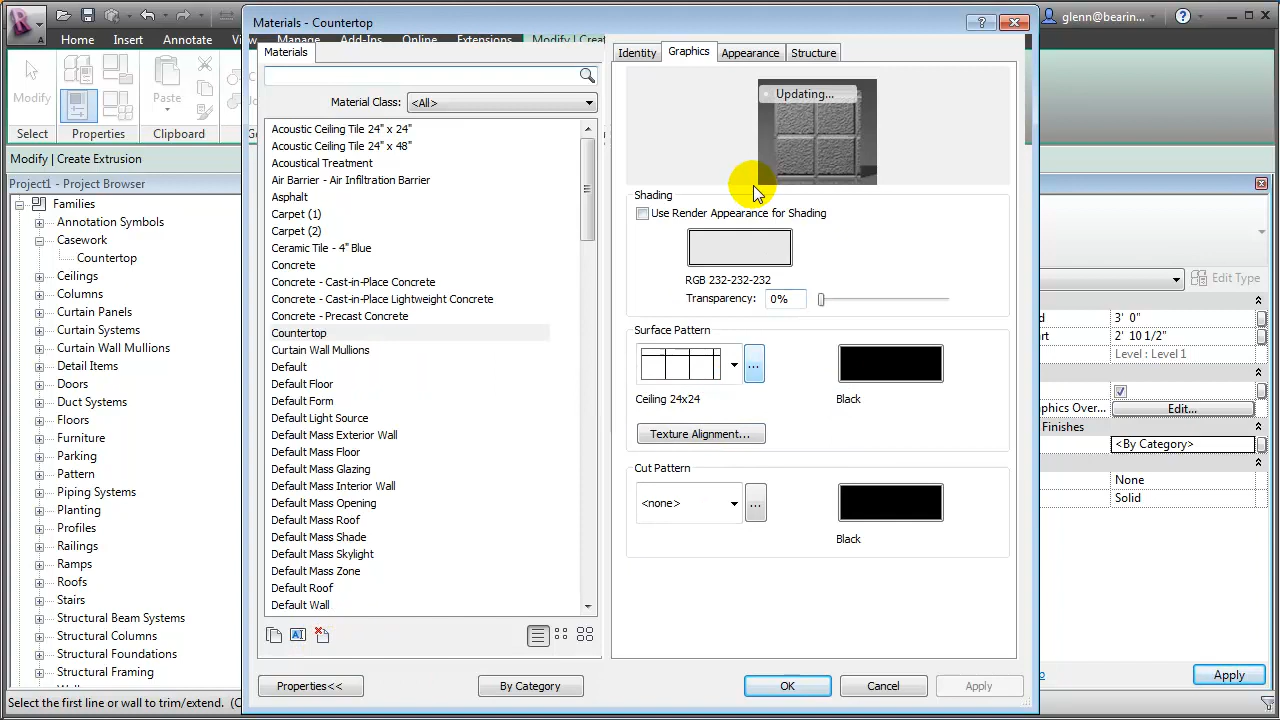 Materials - Countertop
glenn@bearin...
Home Insert Annotate
Manage Add-Ins Online Extensions Modify | Creat
Modify
Paste
Select Properties Clipboard
Modify | Create Extrusion
Project1 - Project Browser
Families
Annotation Symbols
Casework
Countertop
Ceilings
Columns
Curtain Panels
Curtain Systems
Curtain Wall Mullions
Detail Items
Doors
Duct Systems
Floors
Furniture
Parking
Pattern
Piping Systems
Planting
Profiles
Railings
Ramps
Roofs
Stairs
Structural Beam Systems
Structural Columns
Structural Foundations
Structural Framing
Select the first line or wall to trim/extend. (C
Materials
Material Class: <All>
Acoustic Ceiling Tile 24" x 24"
Acoustic Ceiling Tile 24" x 48"
Acoustical Treatment
Air Barrier - Air Infiltration Barrier
Asphalt
Carpet (1)
Carpet (2)
Ceramic Tile - 4" Blue
Concrete
Concrete - Cast-in-Place Concrete
Concrete - Cast-in-Place Lightweight Concrete
Concrete - Precast Concrete
Countertop
Curtain Wall Mullions
Default
Default Floor
Default Form
Default Light Source
Default Mass Exterior Wall
Default Mass Floor
Default Mass Glazing
Default Mass Interior Wall
Default Mass Opening
Default Mass Roof
Default Mass Shade
Default Mass Skylight
Default Mass Zone
Default Roof
Default Wall
Properties<<
By Category
Identity Graphics Appearance Structure
Updating...
Shading
Use Render Appearance for Shading
RGB 232-232-232
Transparency: 0%
Surface Pattern
...
Ceiling 24x24 Black
Texture Alignment...
Cut Pattern
<none> ...
Black
OK Cancel Apply
Edit Type
3' 0"
2' 10 1/2"
Level : Level 1
phics Over... Edit...
Finishes
<By Category>
None
Solid
Apply